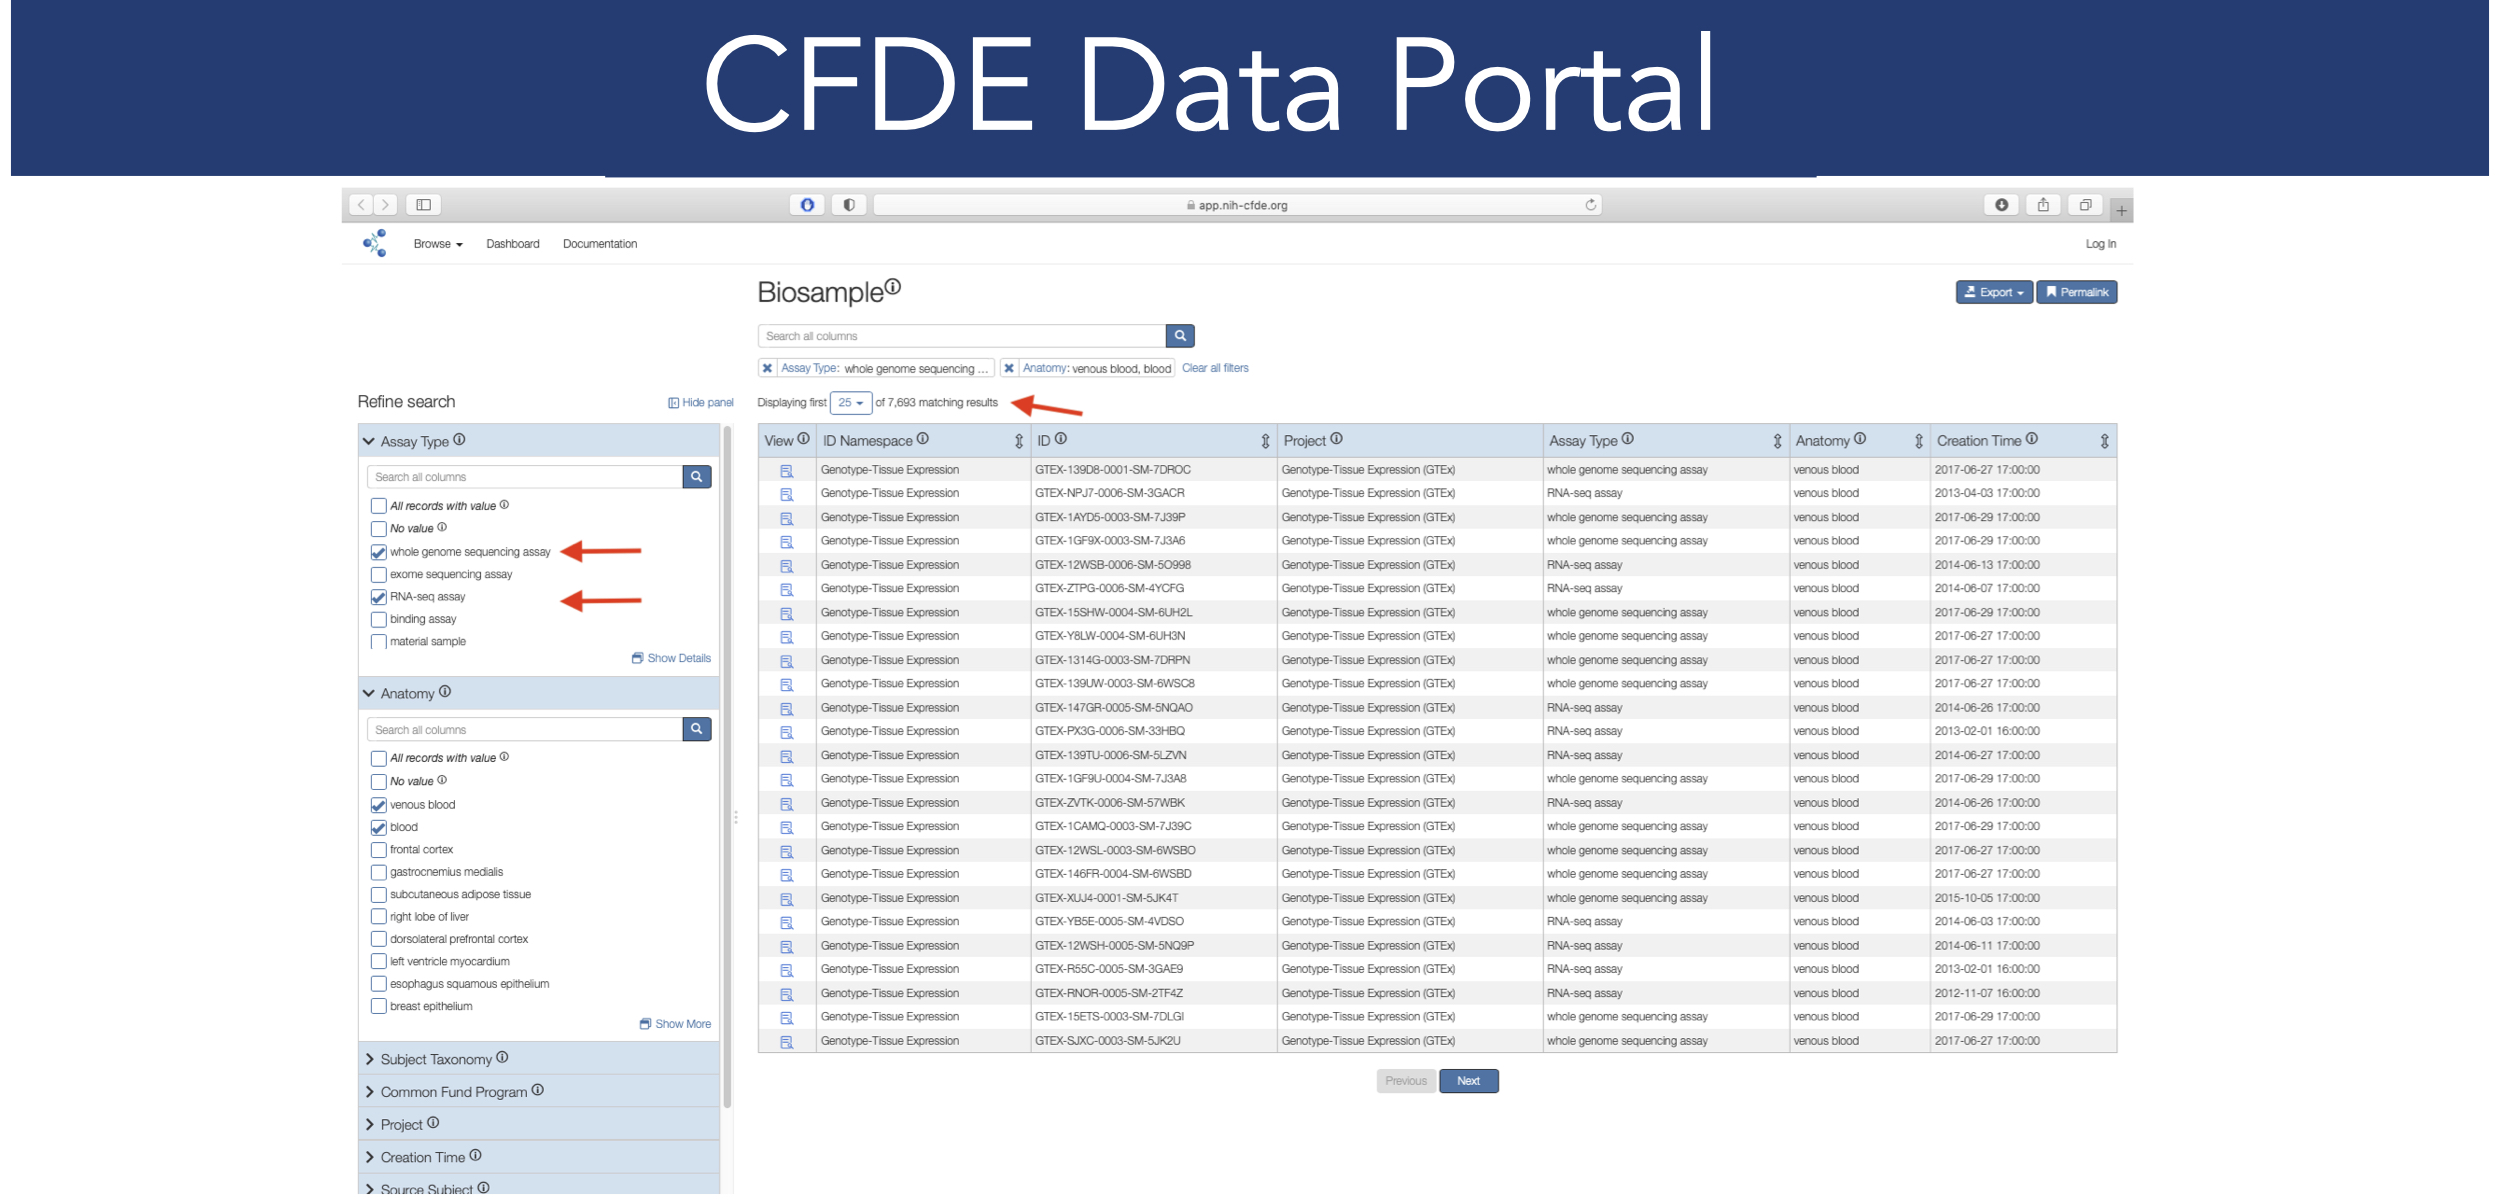 CFDE Data Portal
app.nih-cfde.org
Browse Dashboard Documentation Log In
Biosample
Export Permalink
Search all columns
Assay Type: whole genome sequencing ... Anatomy: venous blood, blood Clear all filters
Refine search Hide panel
Displaying first 25 of 7,693 matching results
Assay Type
Search all columns
All records with value
No value
whole genome sequencing assay
exome sequencing assay
RNA-seq assay
binding assay
material sample
Show Details
Anatomy
Search all columns
All records with value
No value
venous blood
blood
frontal cortex
gastrocnemius medialis
subcutaneous adipose tissue
right lobe of liver
dorsolateral prefrontal cortex
left ventricle myocardium
esophagus squamous epithelium
breast epithelium
Show More
Subject Taxonomy
Common Fund Program
Project
Creation Time
Source Subject
View ID Namespace ID Project Assay Type Anatomy Creation Time
Genotype-Tissue Expression GTEX-139D8-0001-SM-7DROC Genotype-Tissue Expression (GTEx) whole genome sequencing assay venous blood 2017-06-27 17:00:00
Genotype-Tissue Expression GTEX-NPJ7-0006-SM-3GACR Genotype-Tissue Expression (GTEx) RNA-seq assay venous blood 2013-04-03 17:00:00
Genotype-Tissue Expression GTEX-1AYD5-0003-SM-7J39P Genotype-Tissue Expression (GTEx) whole genome sequencing assay venous blood 2017-06-29 17:00:00
Genotype-Tissue Expression GTEX-1GF9X-0003-SM-7J3A6 Genotype-Tissue Expression (GTEx) whole genome sequencing assay venous blood 2017-06-29 17:00:00
Genotype-Tissue Expression GTEX-12WSB-0006-SM-5O998 Genotype-Tissue Expression (GTEx) RNA-seq assay venous blood 2014-06-13 17:00:00
Genotype-Tissue Expression GTEX-ZTPG-0006-SM-4YCFG Genotype-Tissue Expression (GTEx) RNA-seq assay venous blood 2014-06-07 17:00:00
Genotype-Tissue Expression GTEX-15SHW-0004-SM-6UH2L Genotype-Tissue Expression (GTEx) whole genome sequencing assay venous blood 2017-06-29 17:00:00
Genotype-Tissue Expression GTEX-Y8LW-0004-SM-6UH3N Genotype-Tissue Expression (GTEx) whole genome sequencing assay venous blood 2017-06-27 17:00:00
Genotype-Tissue Expression GTEX-1314G-0003-SM-7DRPN Genotype-Tissue Expression (GTEx) whole genome sequencing assay venous blood 2017-06-27 17:00:00
Genotype-Tissue Expression GTEX-139UW-0003-SM-6WSC8 Genotype-Tissue Expression (GTEx) whole genome sequencing assay venous blood 2017-06-27 17:00:00
Genotype-Tissue Expression GTEX-147GR-0005-SM-5NQAO Genotype-Tissue Expression (GTEx) RNA-seq assay venous blood 2014-06-26 17:00:00
Genotype-Tissue Expression GTEX-PX3G-0006-SM-33HBQ Genotype-Tissue Expression (GTEx) RNA-seq assay venous blood 2013-02-01 16:00:00
Genotype-Tissue Expression GTEX-139TU-0006-SM-5LZVN Genotype-Tissue Expression (GTEx) RNA-seq assay venous blood 2014-06-27 17:00:00
Genotype-Tissue Expression GTEX-1GF9U-0004-SM-7J3A8 Genotype-Tissue Expression (GTEx) whole genome sequencing assay venous blood 2017-06-29 17:00:00
Genotype-Tissue Expression GTEX-ZVTK-0006-SM-57WBK Genotype-Tissue Expression (GTEx) RNA-seq assay venous blood 2014-06-26 17:00:00
Genotype-Tissue Expression GTEX-1CAMQ-0003-SM-7J39C Genotype-Tissue Expression (GTEx) whole genome sequencing assay venous blood 2017-06-29 17:00:00
Genotype-Tissue Expression GTEX-12WSL-0003-SM-6WSBO Genotype-Tissue Expression (GTEx) whole genome sequencing assay venous blood 2017-06-27 17:00:00
Genotype-Tissue Expression GTEX-146FR-0004-SM-6WSBD Genotype-Tissue Expression (GTEx) whole genome sequencing assay venous blood 2017-06-27 17:00:00
Genotype-Tissue Expression GTEX-XUJ4-0001-SM-5JK4T Genotype-Tissue Expression (GTEx) whole genome sequencing assay venous blood 2015-10-05 17:00:00
Genotype-Tissue Expression GTEX-YB5E-0005-SM-4VDSO Genotype-Tissue Expression (GTEx) RNA-seq assay venous blood 2014-06-03 17:00:00
Genotype-Tissue Expression GTEX-12WSH-0005-SM-5NQ9P Genotype-Tissue Expression (GTEx) RNA-seq assay venous blood 2014-06-11 17:00:00
Genotype-Tissue Expression GTEX-R55C-0005-SM-3GAE9 Genotype-Tissue Expression (GTEx) RNA-seq assay venous blood 2013-02-01 16:00:00
Genotype-Tissue Expression GTEX-RNOR-0005-SM-2TF4Z Genotype-Tissue Expression (GTEx) RNA-seq assay venous blood 2012-11-07 16:00:00
Genotype-Tissue Expression GTEX-15ETS-0003-SM-7DLGI Genotype-Tissue Expression (GTEx) whole genome sequencing assay venous blood 2017-06-29 17:00:00
Genotype-Tissue Expression GTEX-SJXC-0003-SM-5JK2U Genotype-Tissue Expression (GTEx) whole genome sequencing assay venous blood 2017-06-27 17:00:00
Previous Next